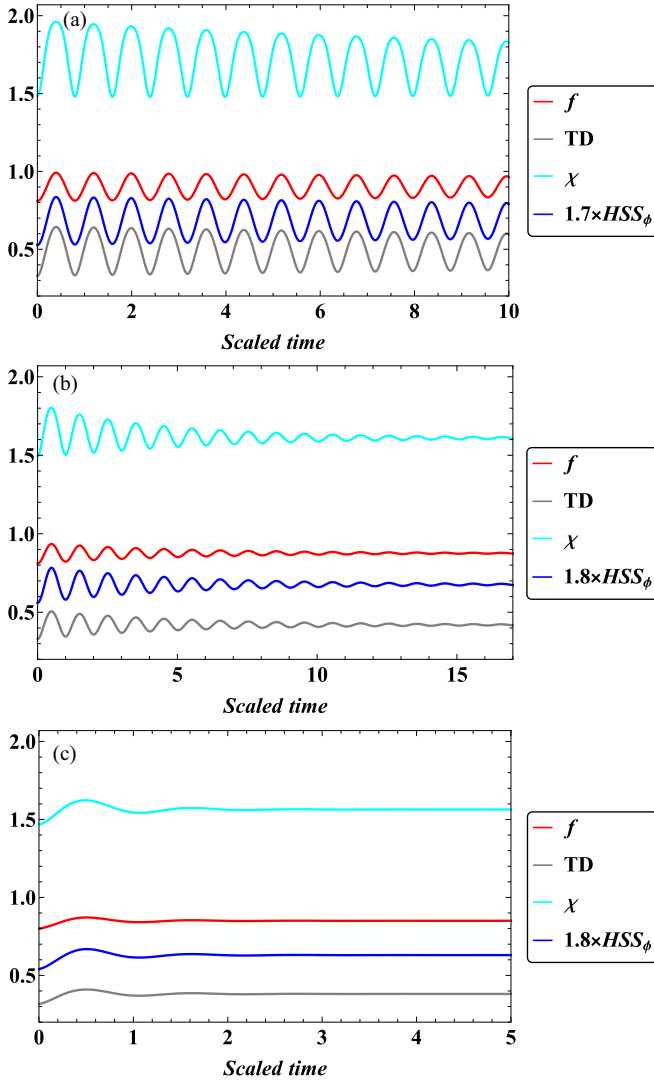 (a)
2.0
1.5
1.0
0.5
0 2 4 6 8 10
Scaled time
f
TD
χ
1.7×HSSϕ
(b)
2.0
1.5
1.0
0.5
0 5 10 15
Scaled time
f
TD
χ
1.8×HSSϕ
(c)
2.0
1.5
1.0
0.5
0 1 2 3 4 5
Scaled time
f
TD
χ
1.8×HSSϕ